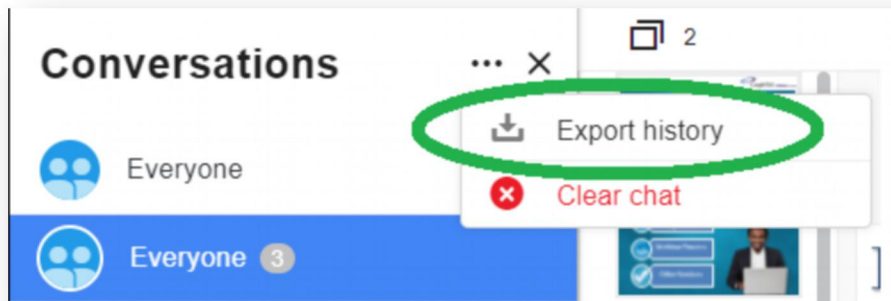 Conversations
...
2
Export history
Everyone
Clear chat
Everyone 3